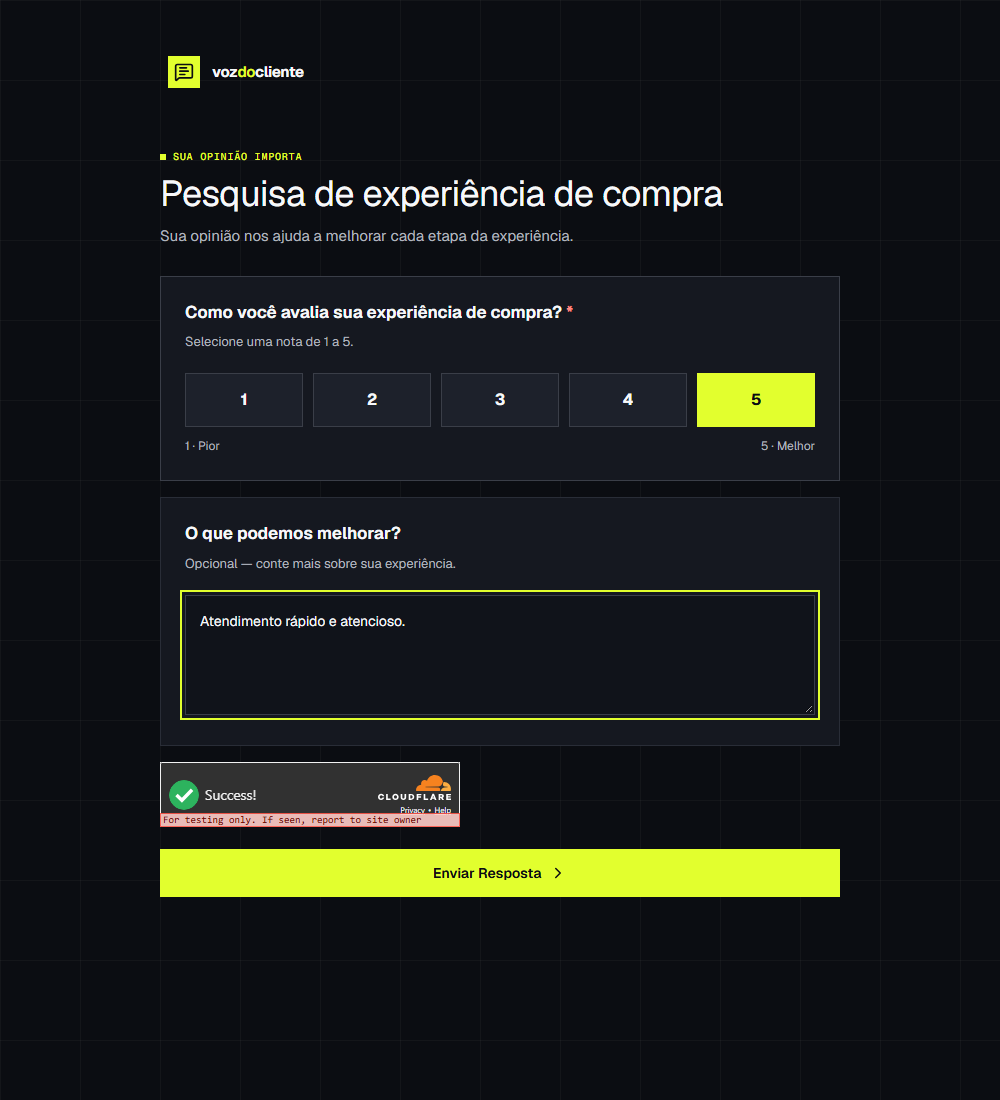 vozdocliente
SUA OPINIÃO IMPORTA
Pesquisa de experiência de compra
Sua opinião nos ajuda a melhorar cada etapa da experiência.
Como você avalia sua experiência de compra? *
Selecione uma nota de 1 a 5.
1 2 3 4 5
1 · Pior 5 · Melhor
O que podemos melhorar?
Opcional — conte mais sobre sua experiência.
Atendimento rápido e atencioso.
Success!
CLOUDFLARE
Privacy • Help
For testing only. If seen, report to site owner
Enviar Resposta